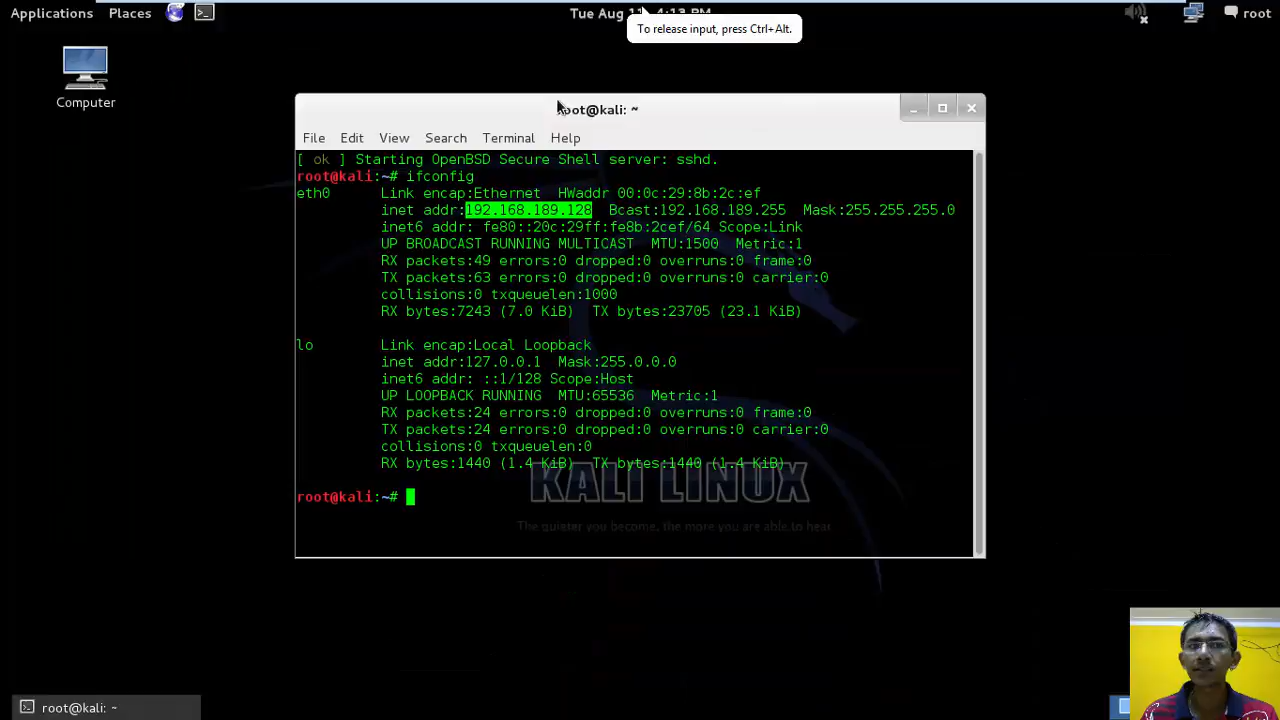 Applications Places Tue Aug 11, 4:13 PM root
To release input, press Ctrl+Alt.
Computer
root@kali: ~
File Edit View Search Terminal Help
[ ok ] Starting OpenBSD Secure Shell server: sshd.
root@kali:~# ifconfig
eth0 Link encap:Ethernet HWaddr 00:0c:29:8b:2c:ef
inet addr:192.168.189.128 Bcast:192.168.189.255 Mask:255.255.255.0
inet6 addr: fe80::20c:29ff:fe8b:2cef/64 Scope:Link
UP BROADCAST RUNNING MULTICAST MTU:1500 Metric:1
RX packets:49 errors:0 dropped:0 overruns:0 frame:0
TX packets:63 errors:0 dropped:0 overruns:0 carrier:0
collisions:0 txqueuelen:1000
RX bytes:7243 (7.0 KiB) TX bytes:23705 (23.1 KiB)
lo Link encap:Local Loopback
inet addr:127.0.0.1 Mask:255.0.0.0
inet6 addr: ::1/128 Scope:Host
UP LOOPBACK RUNNING MTU:65536 Metric:1
RX packets:24 errors:0 dropped:0 overruns:0 frame:0
TX packets:24 errors:0 dropped:0 overruns:0 carrier:0
collisions:0 txqueuelen:0
RX bytes:1440 (1.4 KiB) TX bytes:1440 (1.4 KiB)
KALI LINUX
root@kali:~#
The quieter you become, the more you are able to hear
root@kali: ~